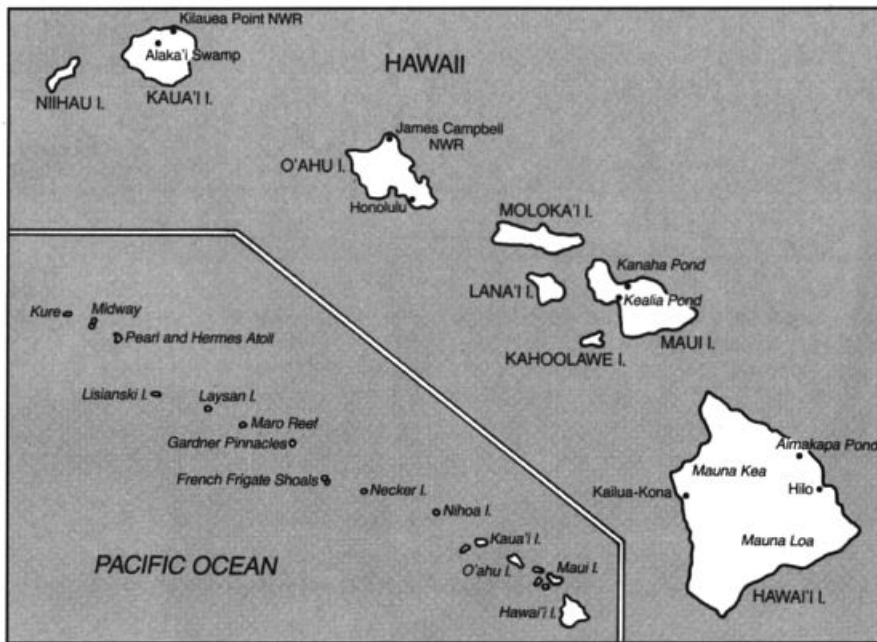 Kilauea Point NWR
Alaka'i Swamp
NIIHAU I.
KAUA'I I.
HAWAII
James Campbell
NWR
O'AHU I.
Honolulu
MOLOKA'I I.
Kanaha Pond
LANA'I I.
Kealia Pond
KAHOOLAWE I.
MAUI I.
Kure
Midway
Pearl and Hermes Atoll
Lisianski I.
Laysan I.
Maro Reef
Gardner Pinnacles
French Frigate Shoals
Necker I.
Nihoa I.
Kaua'i I.
O'ahu I.
Maui I.
Hawai'i I.
PACIFIC OCEAN
Aimakapa Pond
Mauna Kea
Kailua-Kona
Hilo
Mauna Loa
HAWAI'I I.